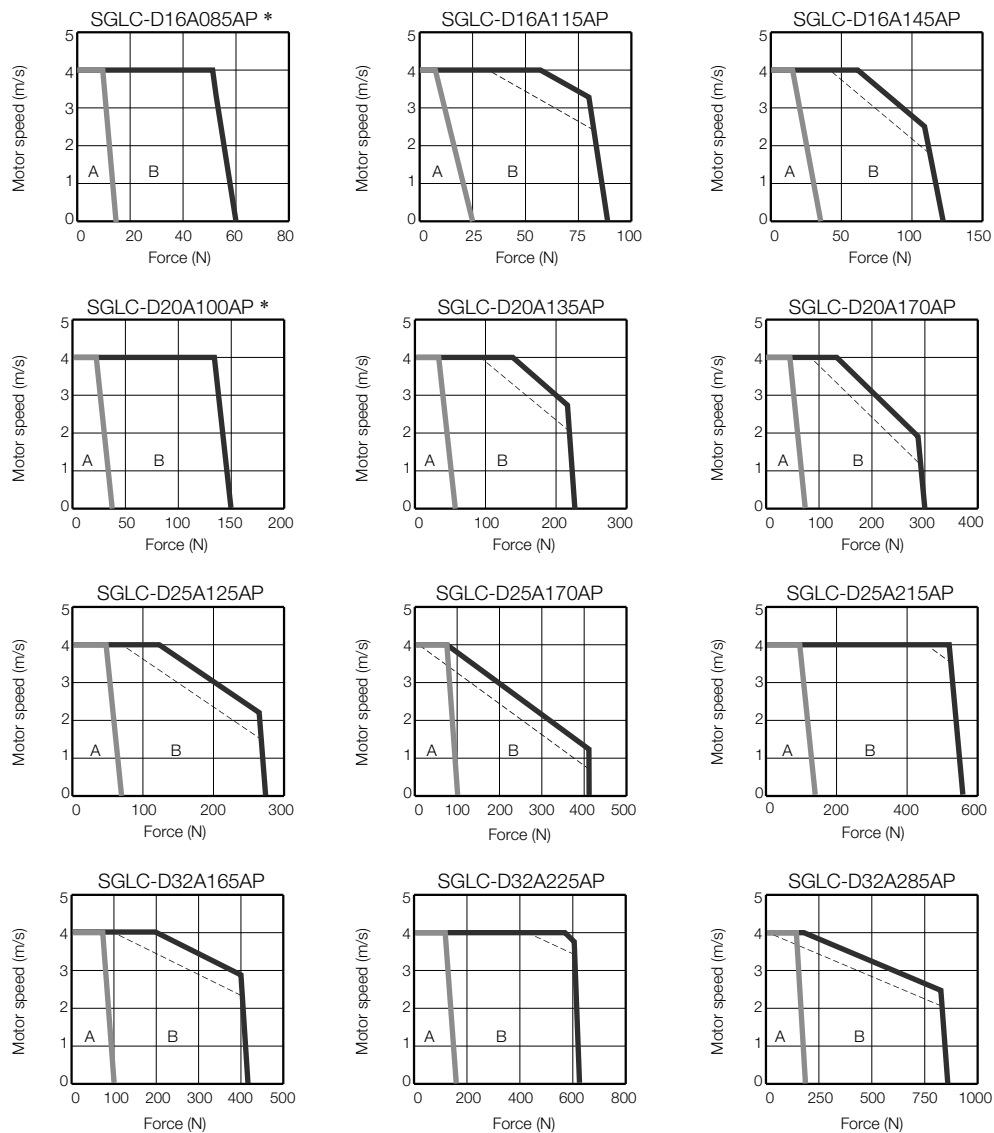 SGLC-D16A085AP *
5
4
3
2
1
0
Motor speed (m/s)
A
B
0 20 40 60 80
Force (N)
SGLC-D16A115AP
5
4
3
2
1
0
Motor speed (m/s)
A
B
0 25 50 75 100
Force (N)
SGLC-D16A145AP
5
4
3
2
1
0
Motor speed (m/s)
A
B
0 50 100 150
Force (N)
SGLC-D20A100AP *
5
4
3
2
1
0
Motor speed (m/s)
A
B
0 50 100 150 200
Force (N)
SGLC-D20A135AP
5
4
3
2
1
0
Motor speed (m/s)
A
B
0 100 200 300
Force (N)
SGLC-D20A170AP
5
4
3
2
1
0
Motor speed (m/s)
A
B
0 100 200 300 400
Force (N)
SGLC-D25A125AP
5
4
3
2
1
0
Motor speed (m/s)
A
B
0 100 200 300
Force (N)
SGLC-D25A170AP
5
4
3
2
1
0
Motor speed (m/s)
A
B
0 100 200 300 400 500
Force (N)
SGLC-D25A215AP
5
4
3
2
1
0
Motor speed (m/s)
A
B
0 200 400 600
Force (N)
SGLC-D32A165AP
5
4
3
2
1
0
Motor speed (m/s)
A
B
0 100 200 300 400 500
Force (N)
SGLC-D32A225AP
5
4
3
2
1
0
Motor speed (m/s)
A
B
0 200 400 600 800
Force (N)
SGLC-D32A285AP
5
4
3
2
1
0
Motor speed (m/s)
A
B
0 250 500 750 1000
Force (N)